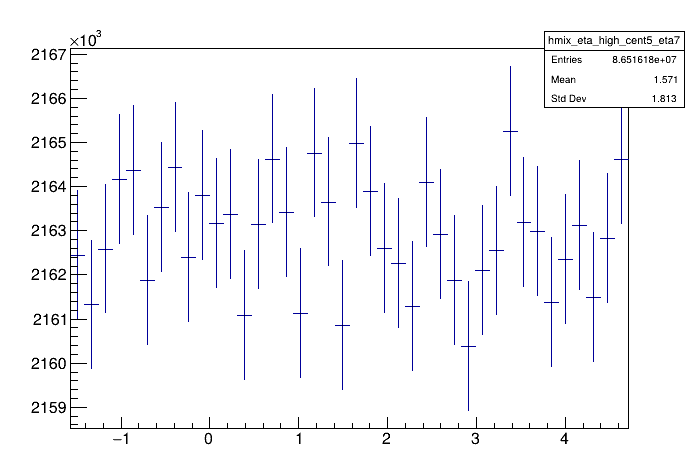 ×10³
hmix_eta_high_cent5_eta7
Entries 8.651618e+07
Mean 1.571
Std Dev 1.813
2167
2166
2165
2164
2163
2162
2161
2160
2159
−1 0 1 2 3 4